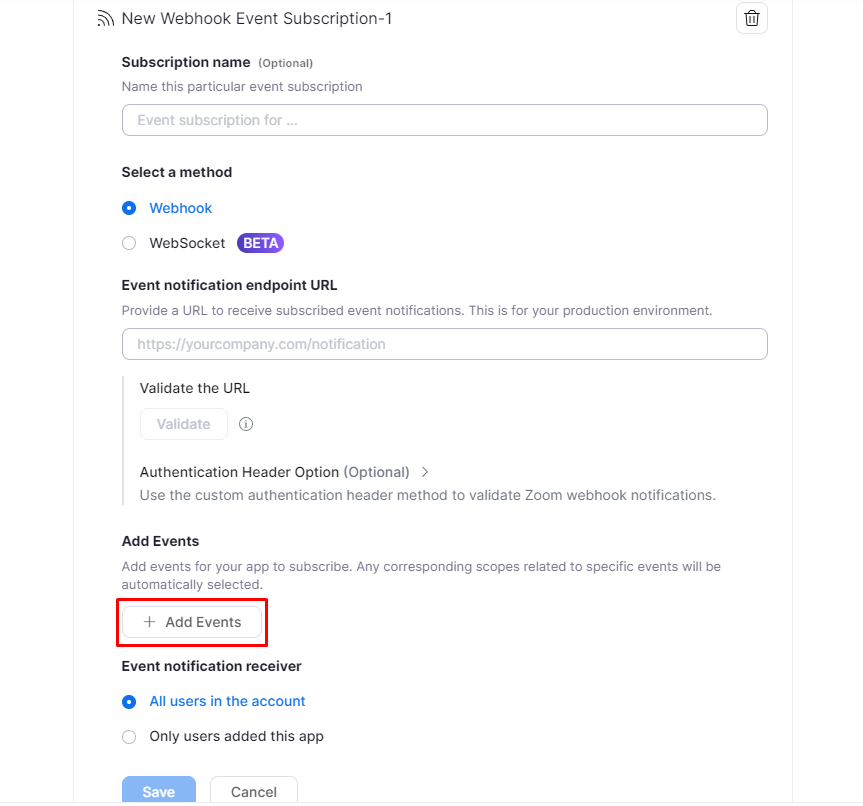 New Webhook Event Subscription-1
Subscription name (Optional)
Name this particular event subscription
Event subscription for ...
Select a method
Webhook
WebSocket BETA
Event notification endpoint URL
Provide a URL to receive subscribed event notifications. This is for your production environment.
https://yourcompany.com/notification
Validate the URL
Validate
Authentication Header Option (Optional)
Use the custom authentication header method to validate Zoom webhook notifications.
Add Events
Add events for your app to subscribe. Any corresponding scopes related to specific events will be
automatically selected.
+ Add Events
Event notification receiver
All users in the account
Only users added this app
Save Cancel